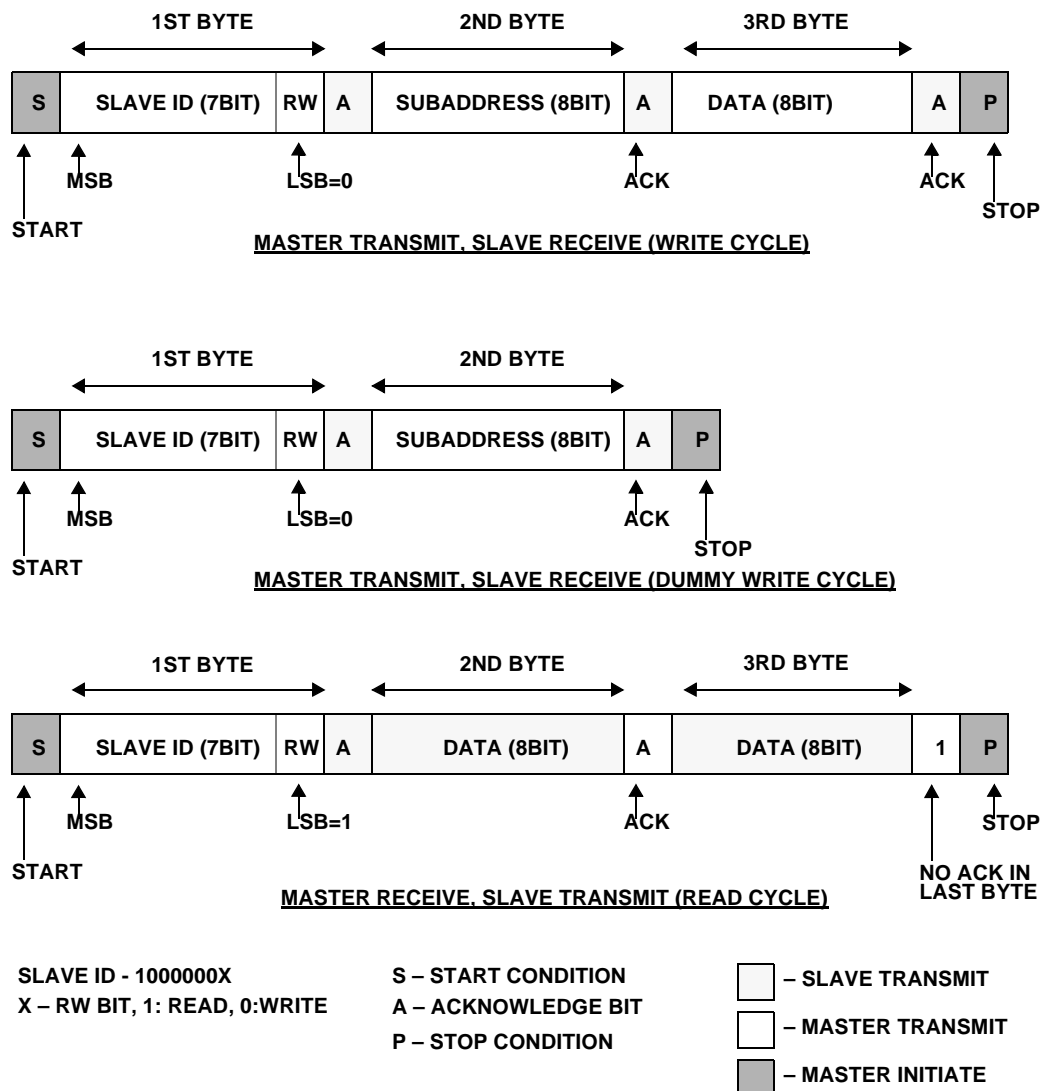 1ST BYTE 2ND BYTE 3RD BYTE
S SLAVE ID (7BIT) RW A SUBADDRESS (8BIT) A DATA (8BIT) A P
MSB LSB=0 ACK ACK
START STOP
MASTER TRANSMIT, SLAVE RECEIVE (WRITE CYCLE)
1ST BYTE 2ND BYTE
S SLAVE ID (7BIT) RW A SUBADDRESS (8BIT) A P
MSB LSB=0 ACK
START STOP
MASTER TRANSMIT, SLAVE RECEIVE (DUMMY WRITE CYCLE)
1ST BYTE 2ND BYTE 3RD BYTE
S SLAVE ID (7BIT) RW A DATA (8BIT) A DATA (8BIT) 1 P
MSB LSB=1 ACK STOP
START NO ACK IN
LAST BYTE
MASTER RECEIVE, SLAVE TRANSMIT (READ CYCLE)
SLAVE ID - 1000000X
X – RW BIT, 1: READ, 0:WRITE
S – START CONDITION
A – ACKNOWLEDGE BIT
P – STOP CONDITION
– SLAVE TRANSMIT
– MASTER TRANSMIT
– MASTER INITIATE